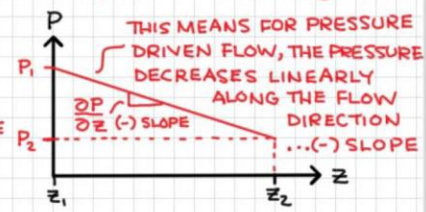 P
THIS MEANS FOR PRESSURE
P₁
DRIVEN FLOW, THE PRESSURE
DECREASES LINEARLY
ALONG THE FLOW
DIRECTION
∂P/∂Z (-) SLOPE
P₂
...(-) SLOPE
Z
Z₁
Z₂